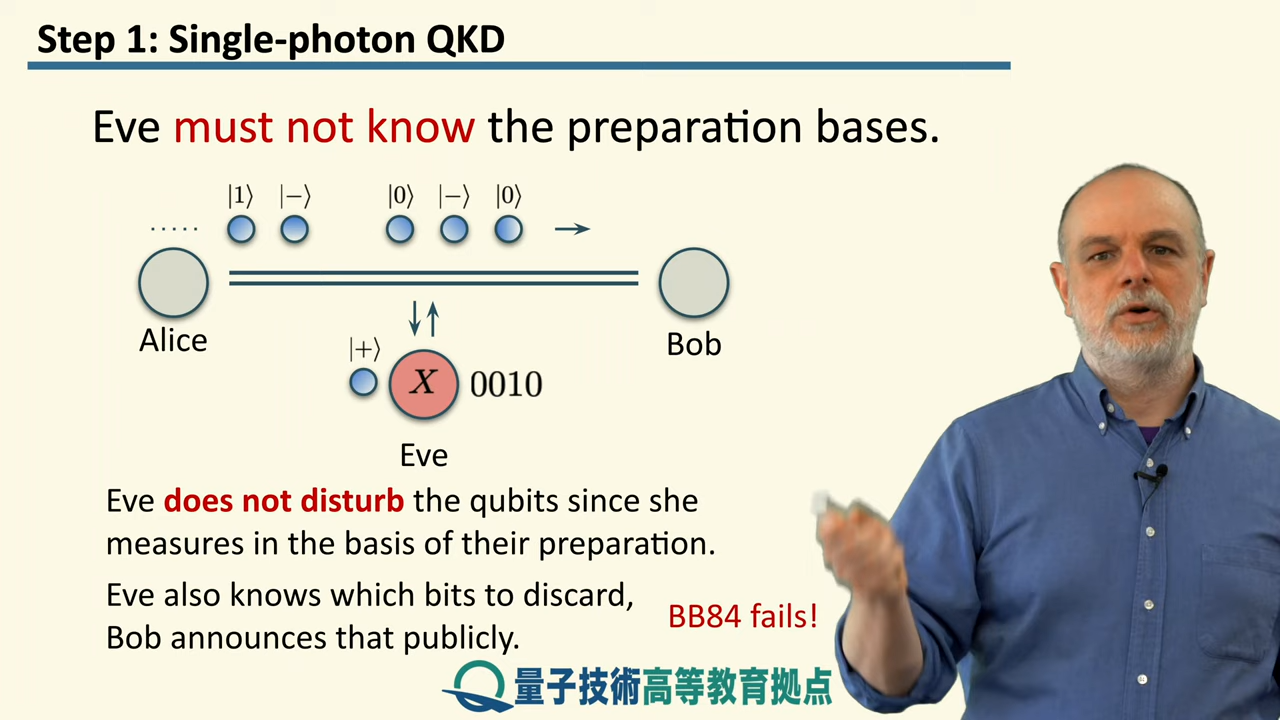 Step 1: Single-photon QKD
Eve must not know the preparation bases.
|1⟩ |−⟩ |0⟩ |−⟩ |0⟩
.....
Alice
Bob
|+⟩
X 0010
Eve
Eve does not disturb the qubits since she
measures in the basis of their preparation.
Eve also knows which bits to discard,
Bob announces that publicly.
BB84 fails!
量子技術高等教育拠点